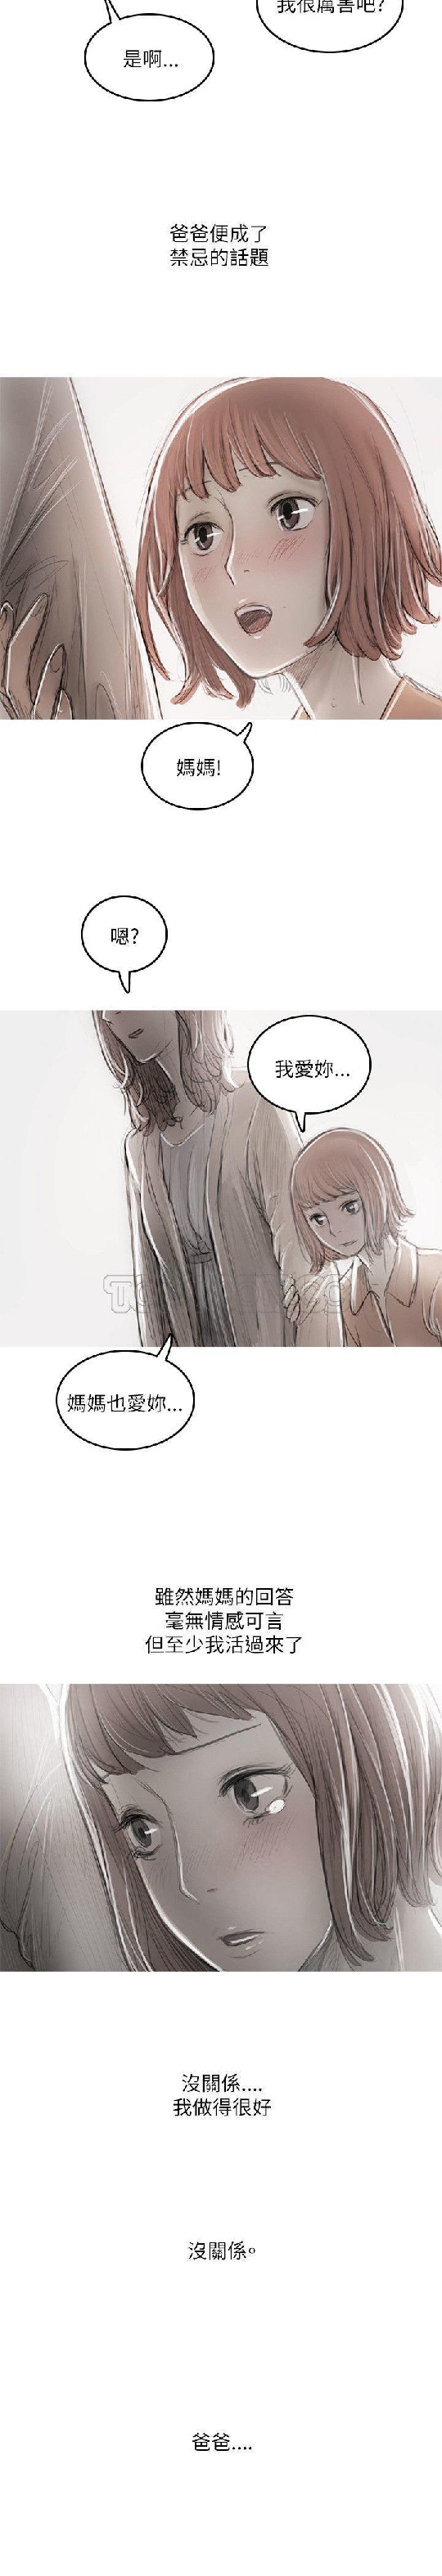 我很厲害吧?
是啊...
爸爸便成了
禁忌的話題
媽媽!
嗯?
我愛妳...
媽媽也愛妳...
雖然媽媽的回答
毫無情感可言
但至少我活過來了
沒關係....
我做得很好
沒關係。
爸爸....